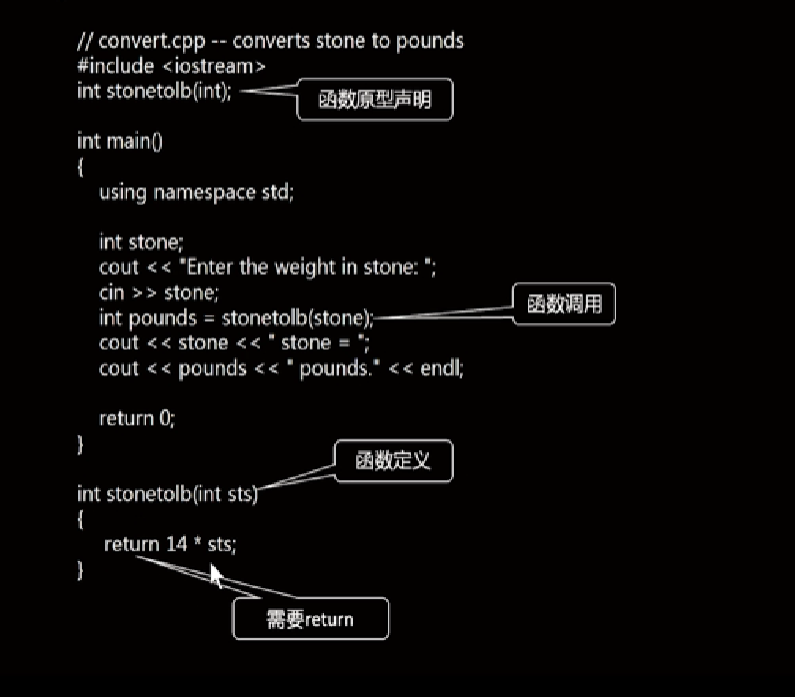 // convert.cpp -- converts stone to pounds
#include <iostream>
int stonetolb(int);
函数原型声明
int main()
{
using namespace std;
int stone;
cout << "Enter the weight in stone: ";
cin >> stone;
int pounds = stonetolb(stone);
函数调用
cout << stone << " stone = ";
cout << pounds << " pounds." << endl;
return 0;
}
函数定义
int stonetolb(int sts)
{
return 14 * sts;
}
需要return